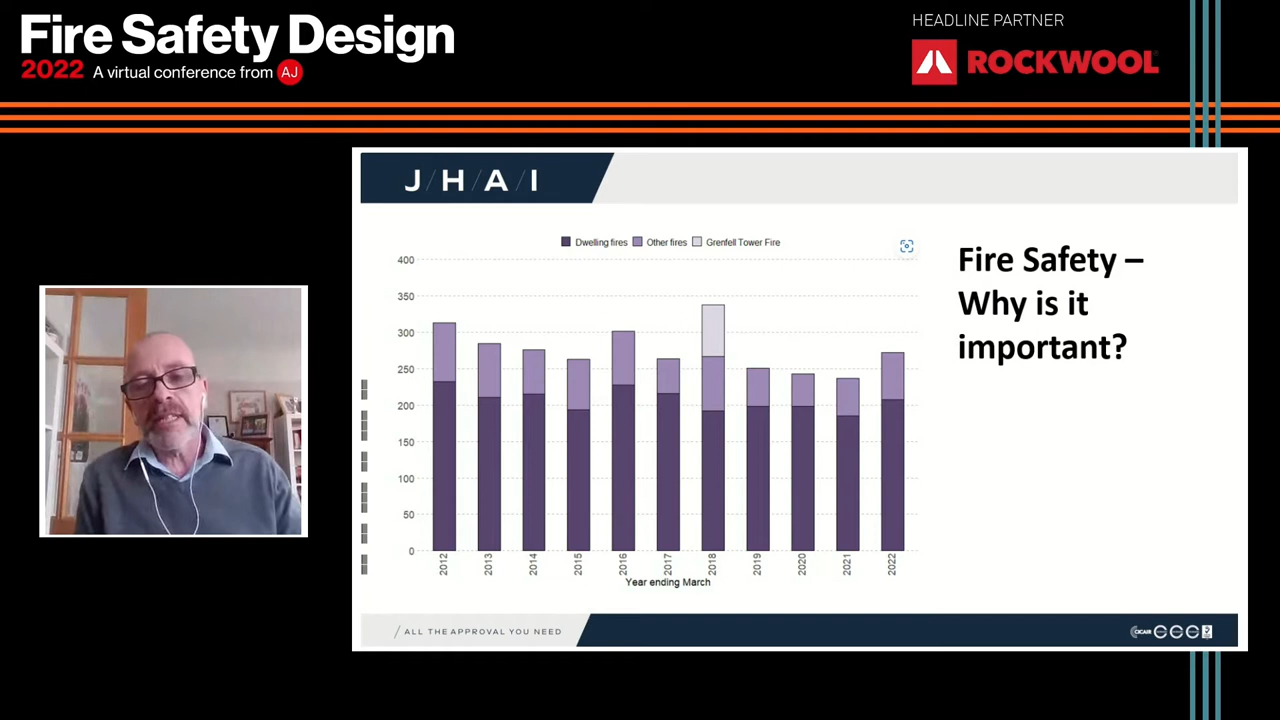 Fire Safety Design
2022 A virtual conference from AJ
HEADLINE PARTNER
ROCKWOOL
J/H/A/I
Dwelling fires Other fires Grenfell Tower Fire
400
350
300
250
200
150
100
50
0
2012 2013 2014 2015 2016 2017 2018 2019 2020 2021 2022
Year ending March
Fire Safety –
Why is it
important?
/ ALL THE APPROVAL YOU NEED
CICAIR